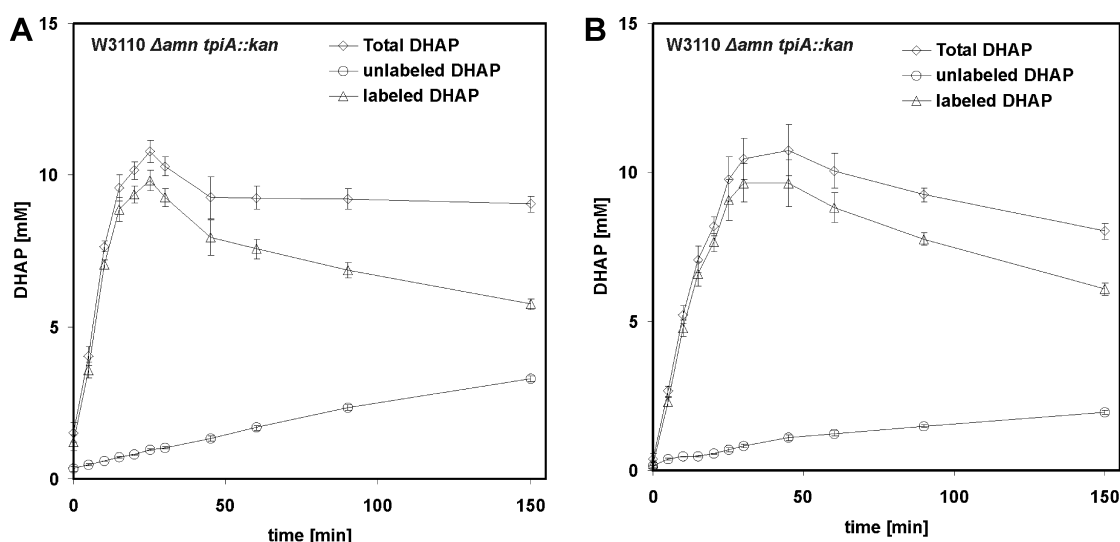 A
W3110 Δamn tpiA::kan
Total DHAP
unlabeled DHAP
labeled DHAP
15
10
5
0
DHAP [mM]
0 50 100 150
time [min]
B
W3110 Δamn tpiA::kan
Total DHAP
unlabeled DHAP
labeled DHAP
15
10
5
0
DHAP [mM]
0 50 100 150
time [min]